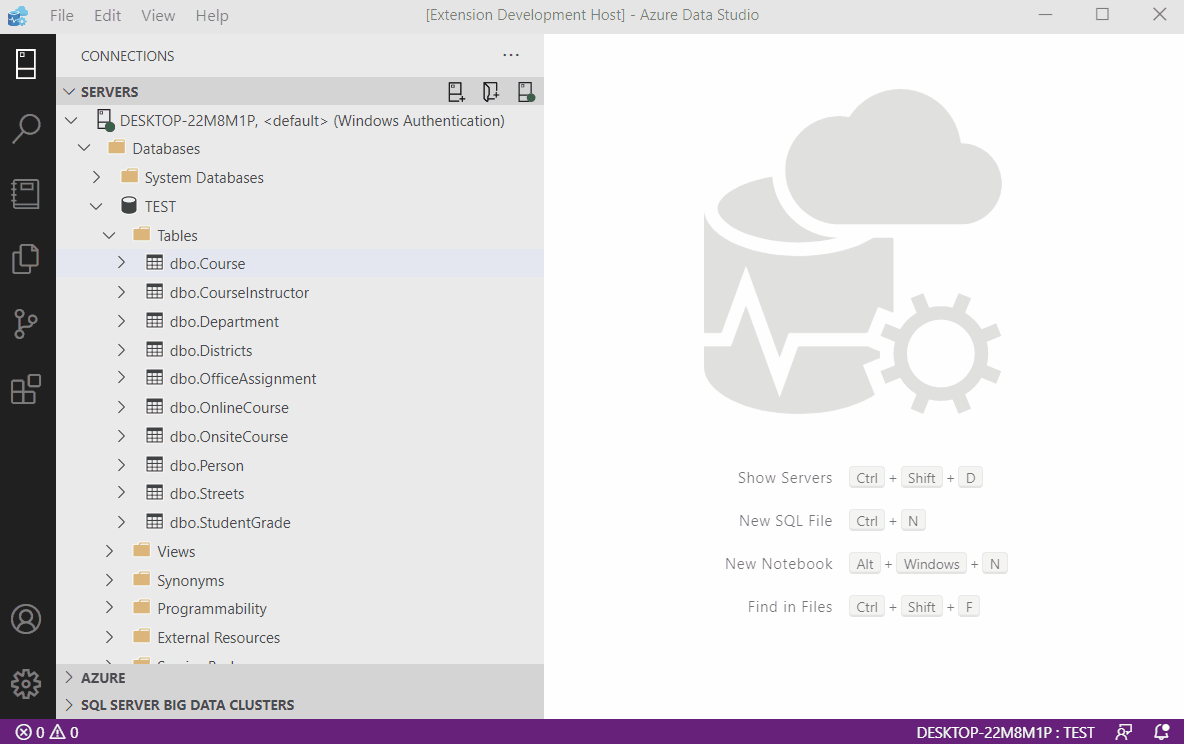 File Edit View Help [Extension Development Host] - Azure Data Studio
CONNECTIONS
SERVERS
DESKTOP-22M8M1P, <default> (Windows Authentication)
Databases
System Databases
TEST
Tables
dbo.Course
dbo.CourseInstructor
dbo.Department
dbo.Districts
dbo.OfficeAssignment
dbo.OnlineCourse
dbo.OnsiteCourse
dbo.Person
dbo.Streets
dbo.StudentGrade
Views
Synonyms
Programmability
External Resources
AZURE
SQL SERVER BIG DATA CLUSTERS
Show Servers Ctrl + Shift + D
New SQL File Ctrl + N
New Notebook Alt + Windows + N
Find in Files Ctrl + Shift + F
0 0 DESKTOP-22M8M1P : TEST